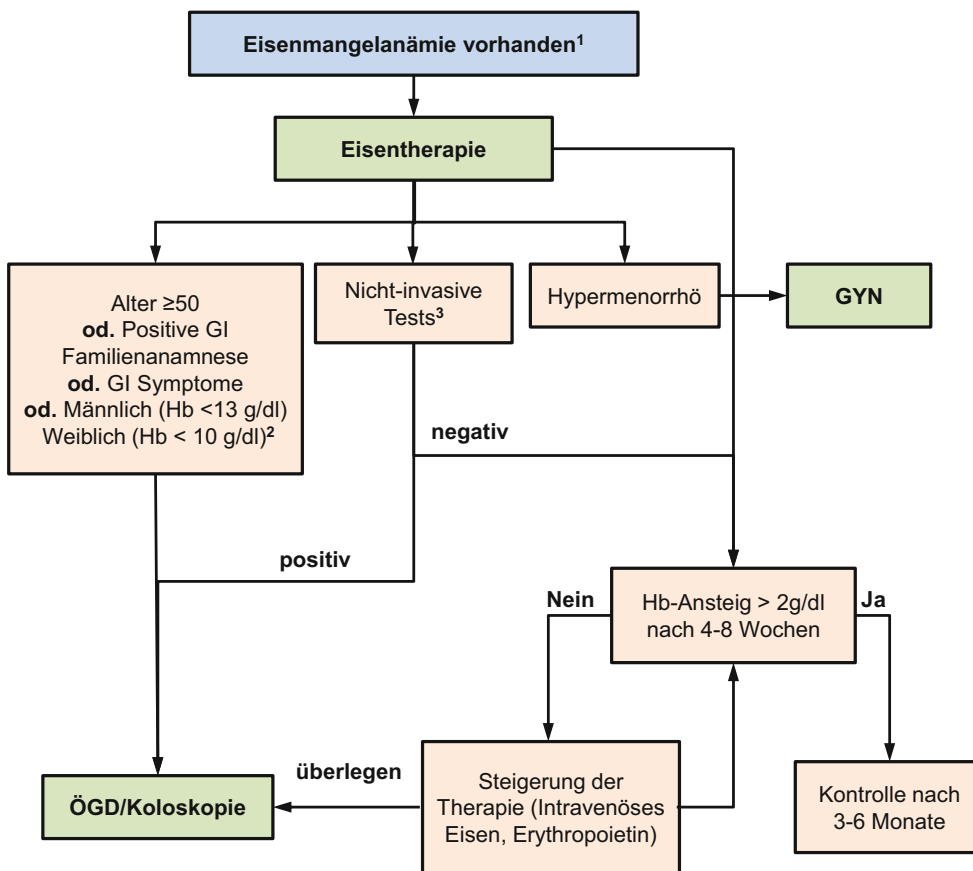 Eisenmangelanämie vorhanden¹
Eisentherapie
Alter ≥50
od. Positive GI
Familienanamnese
od. GI Symptome
od. Männlich (Hb <13 g/dl)
Weiblich (Hb < 10 g/dl)²
Nicht-invasive
Tests³
Hypermenorrhö
GYN
negativ
positiv
Nein
Hb-Ansteig > 2g/dl
nach 4-8 Wochen
Ja
ÖGD/Koloskopie
überlegen
Steigerung der
Therapie (Intravenöses
Eisen, Erythropoietin)
Kontrolle nach
3-6 Monate